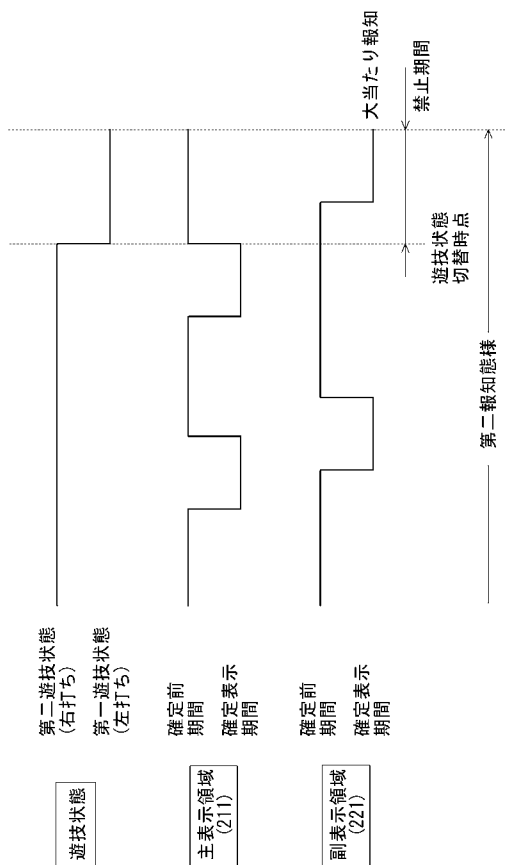 遊技状態
第二遊技状態
(右打ち)
第一遊技状態
(左打ち)
主表示領域
(211)
確定前
期間
確定表示
期間
副表示領域
(221)
確定前
期間
確定表示
期間
大当たり報知
禁止期間
遊技状態
切替時点
第二報知態様